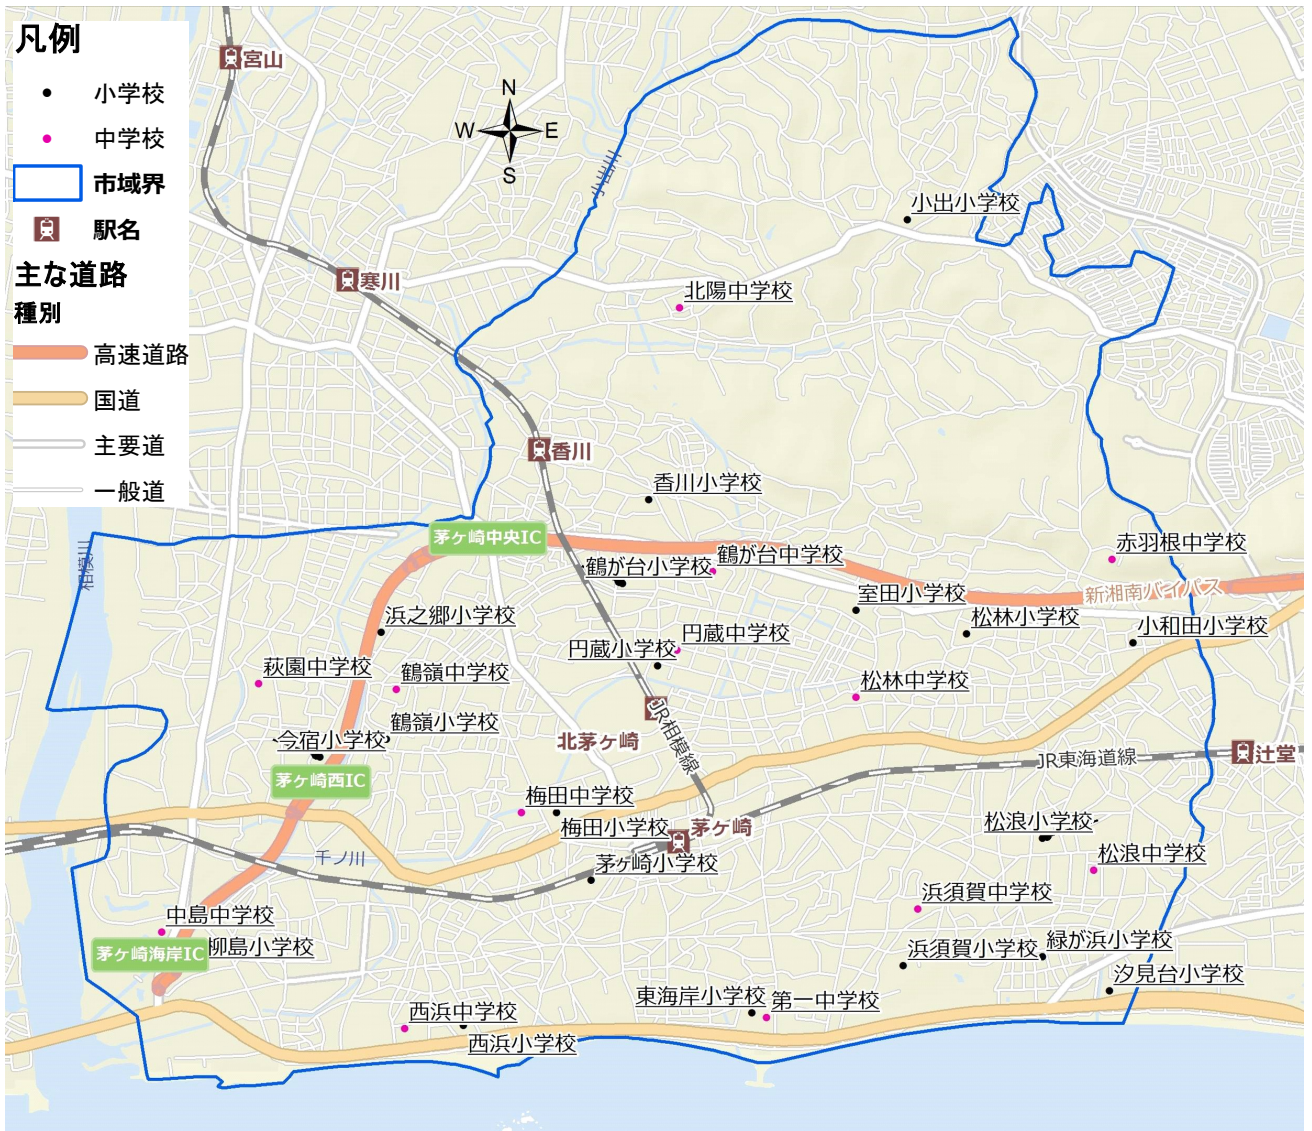 凡例
小学校
中学校
市域界
駅名
主な道路
種別
高速道路
国道
主要道
一般道
宮山
N
W
E
S
小出川
小出小学校
寒川
北陽中学校
香川
香川小学校
茅ヶ崎中央IC
相模川
鶴が台小学校
鶴が台中学校
赤羽根中学校
新湘南バイパス
室田小学校
松林小学校
小和田小学校
浜之郷小学校
円蔵小学校
円蔵中学校
萩園中学校
鶴嶺中学校
松林中学校
鶴嶺小学校
今宿小学校
北茅ヶ崎
JR相模線
JR東海道線
辻堂
茅ヶ崎西IC
梅田中学校
梅田小学校
茅ヶ崎
松浪小学校
松浪中学校
千ノ川
茅ヶ崎小学校
浜須賀中学校
中島中学校
柳島小学校
茅ヶ崎海岸IC
浜須賀小学校
緑が浜小学校
汐見台小学校
東海岸小学校
第一中学校
西浜中学校
西浜小学校